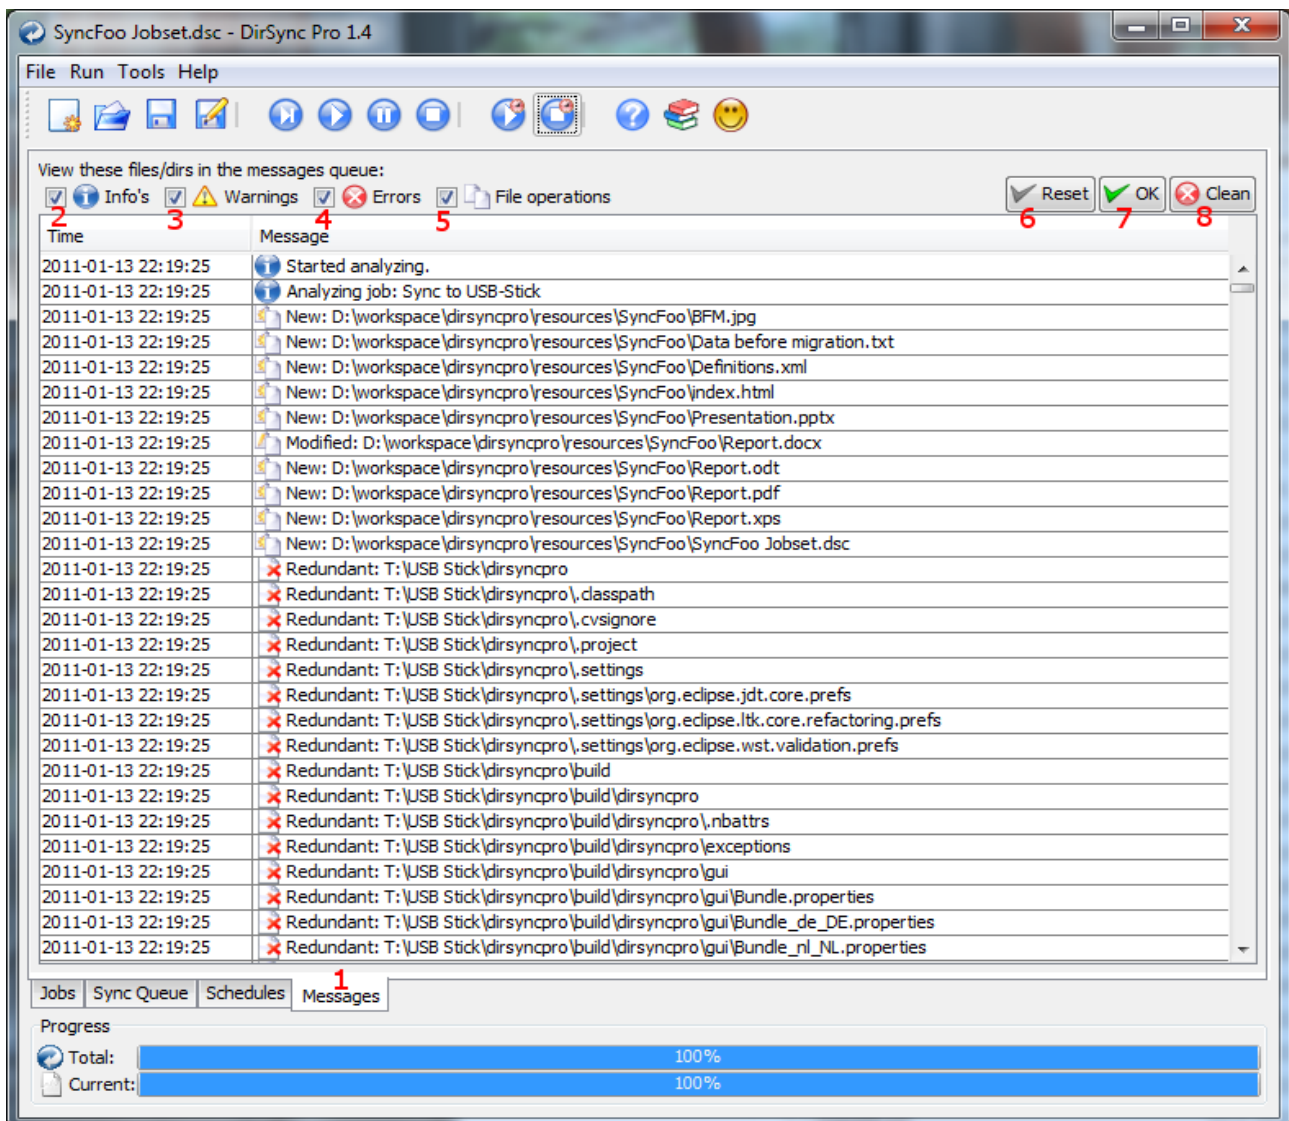 SyncFoo Jobset.dsc - DirSync Pro 1.4
File Run Tools Help
View these files/dirs in the messages queue:
Info's Warnings Errors File operations Reset OK Clean
2 3 4 5 6 7 8
Time Message
2011-01-13 22:19:25 Started analyzing.
2011-01-13 22:19:25 Analyzing job: Sync to USB-Stick
2011-01-13 22:19:25 New: D:\workspace\dirsyncpro\resources\SyncFoo\BFM.jpg
2011-01-13 22:19:25 New: D:\workspace\dirsyncpro\resources\SyncFoo\Data before migration.txt
2011-01-13 22:19:25 New: D:\workspace\dirsyncpro\resources\SyncFoo\Definitions.xml
2011-01-13 22:19:25 New: D:\workspace\dirsyncpro\resources\SyncFoo\index.html
2011-01-13 22:19:25 New: D:\workspace\dirsyncpro\resources\SyncFoo\Presentation.pptx
2011-01-13 22:19:25 Modified: D:\workspace\dirsyncpro\resources\SyncFoo\Report.docx
2011-01-13 22:19:25 New: D:\workspace\dirsyncpro\resources\SyncFoo\Report.odt
2011-01-13 22:19:25 New: D:\workspace\dirsyncpro\resources\SyncFoo\Report.pdf
2011-01-13 22:19:25 New: D:\workspace\dirsyncpro\resources\SyncFoo\Report.xps
2011-01-13 22:19:25 New: D:\workspace\dirsyncpro\resources\SyncFoo\SyncFoo Jobset.dsc
2011-01-13 22:19:25 Redundant: T:\USB Stick\dirsyncpro
2011-01-13 22:19:25 Redundant: T:\USB Stick\dirsyncpro\.classpath
2011-01-13 22:19:25 Redundant: T:\USB Stick\dirsyncpro\.cvsignore
2011-01-13 22:19:25 Redundant: T:\USB Stick\dirsyncpro\.project
2011-01-13 22:19:25 Redundant: T:\USB Stick\dirsyncpro\.settings
2011-01-13 22:19:25 Redundant: T:\USB Stick\dirsyncpro\.settings\org.eclipse.jdt.core.prefs
2011-01-13 22:19:25 Redundant: T:\USB Stick\dirsyncpro\.settings\org.eclipse.ltk.core.refactoring.prefs
2011-01-13 22:19:25 Redundant: T:\USB Stick\dirsyncpro\.settings\org.eclipse.wst.validation.prefs
2011-01-13 22:19:25 Redundant: T:\USB Stick\dirsyncpro\build
2011-01-13 22:19:25 Redundant: T:\USB Stick\dirsyncpro\build\dirsyncpro
2011-01-13 22:19:25 Redundant: T:\USB Stick\dirsyncpro\build\dirsyncpro\.nbattrs
2011-01-13 22:19:25 Redundant: T:\USB Stick\dirsyncpro\build\dirsyncpro\exceptions
2011-01-13 22:19:25 Redundant: T:\USB Stick\dirsyncpro\build\dirsyncpro\gui
2011-01-13 22:19:25 Redundant: T:\USB Stick\dirsyncpro\build\dirsyncpro\gui\Bundle.properties
2011-01-13 22:19:25 Redundant: T:\USB Stick\dirsyncpro\build\dirsyncpro\gui\Bundle_de_DE.properties
2011-01-13 22:19:25 Redundant: T:\USB Stick\dirsyncpro\build\dirsyncpro\gui\Bundle_nl_NL.properties
1
Jobs Sync Queue Schedules Messages
Progress
Total: 100%
Current: 100%